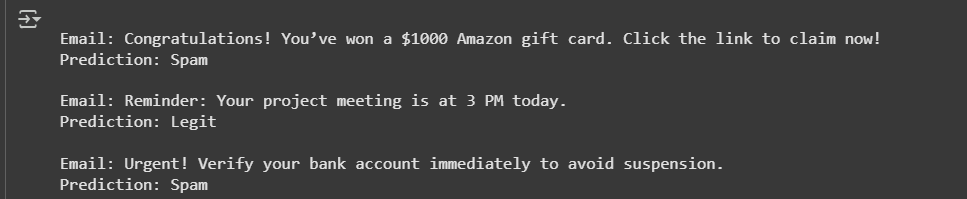 Email: Congratulations! You’ve won a $1000 Amazon gift card. Click the link to claim now!
Prediction: Spam
Email: Reminder: Your project meeting is at 3 PM today.
Prediction: Legit
Email: Urgent! Verify your bank account immediately to avoid suspension.
Prediction: Spam